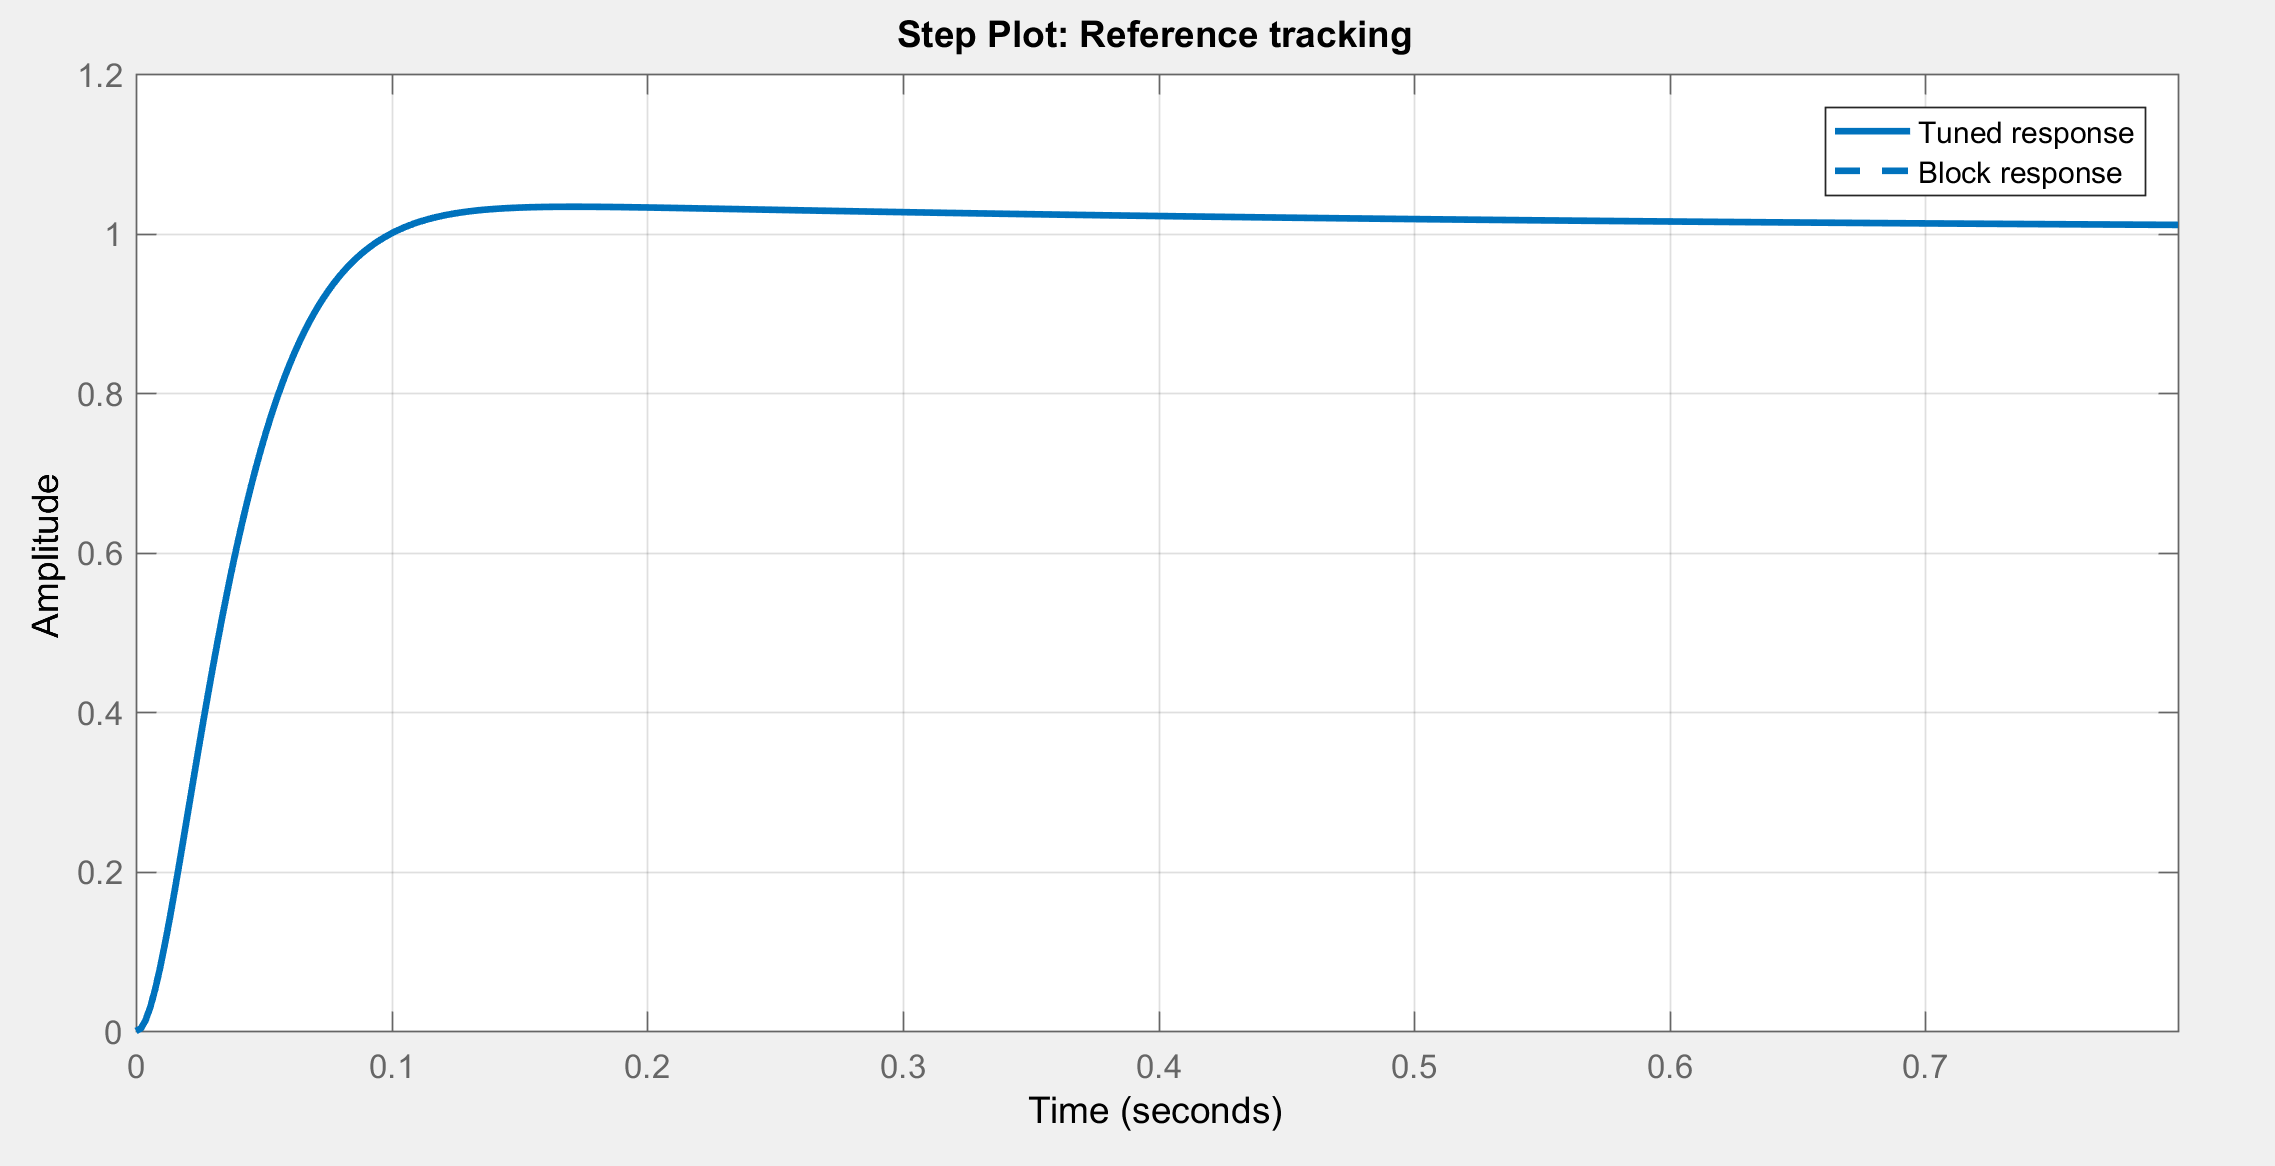 Step Plot: Reference tracking
1.2
1
0.8
0.6
0.4
0.2
0
Amplitude
Tuned response
Block response
0 0.1 0.2 0.3 0.4 0.5 0.6 0.7
Time (seconds)